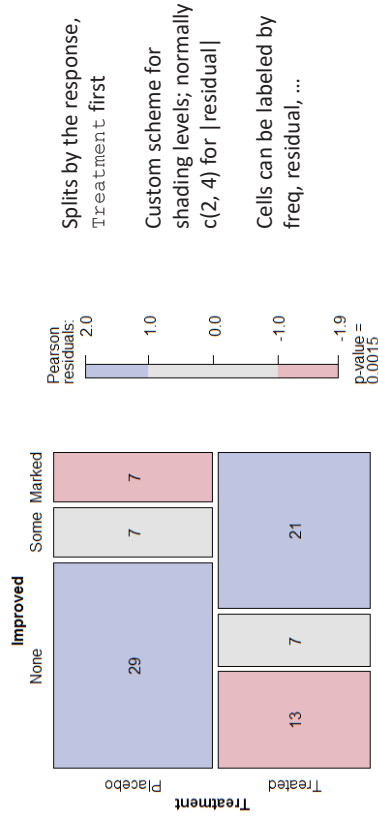 Improved
None Some Marked
Treatment
Placebo
Treated
29
7
7
13
7
21
Pearson
residuals:
2.0
1.0
0.0
-1.0
-1.9
p-value =
0.0015
Splits by the response,
Treatment first
Custom scheme for
shading levels; normally
c(2, 4) for |residual|
Cells can be labeled by
freq, residual, ...